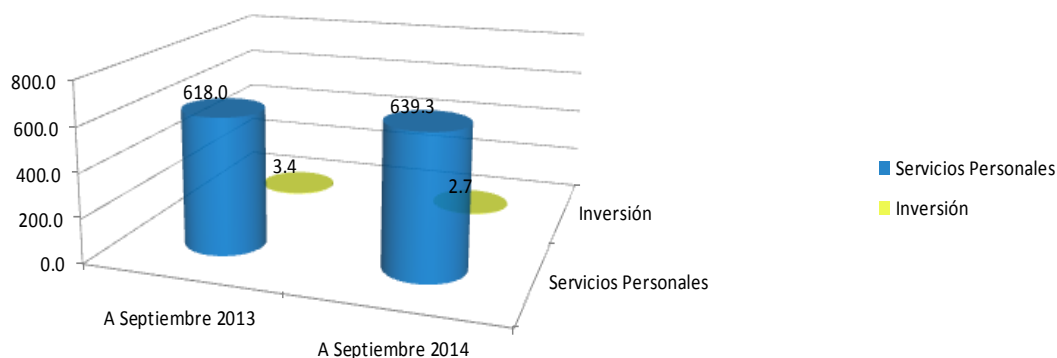 800.0
600.0
400.0
200.0
0.0
618.0
639.3
3.4
2.7
A Septiembre 2013
A Septiembre 2014
Inversión
Servicios Personales
Servicios Personales
Inversión